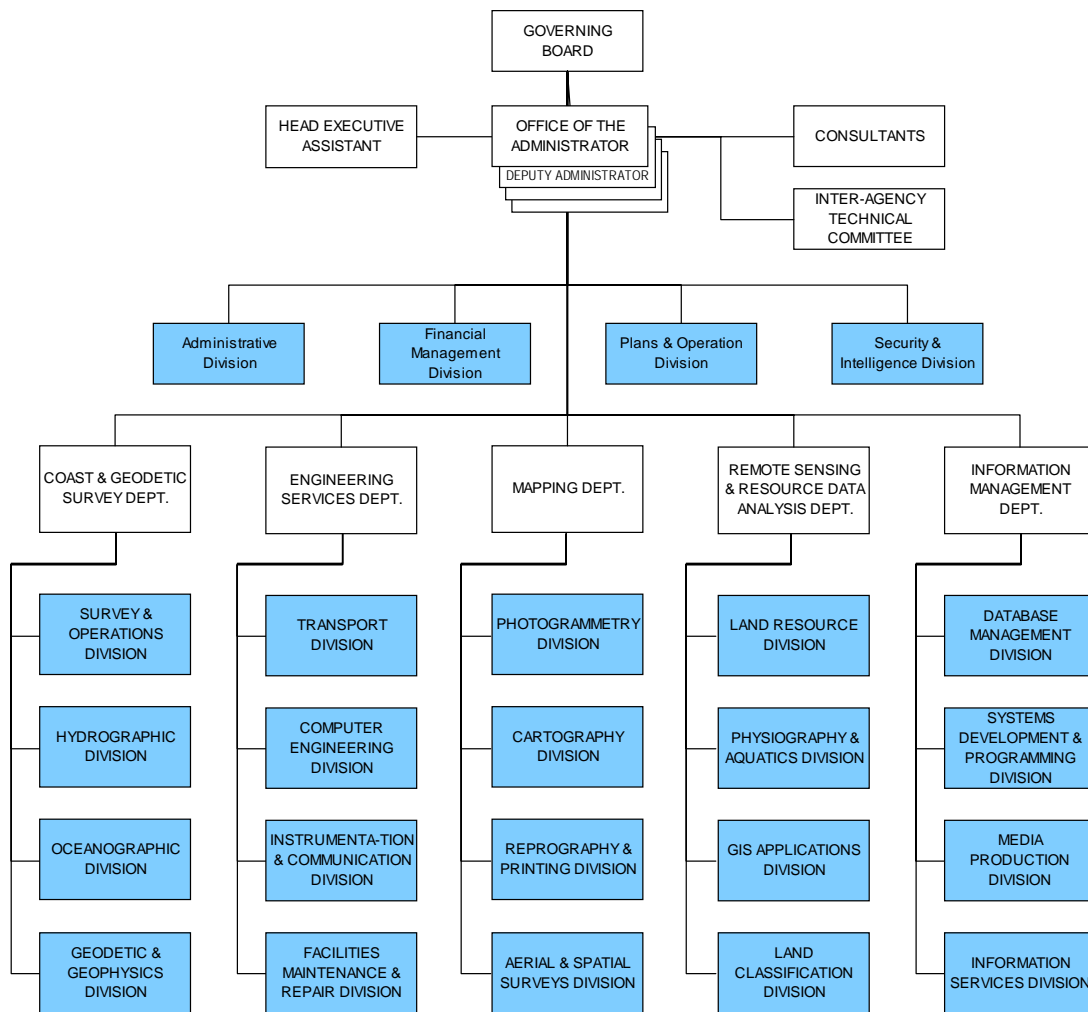 GOVERNING
BOARD
HEAD EXECUTIVE
ASSISTANT
OFFICE OF THE
ADMINISTRATOR
CONSULTANTS
DEPUTY ADMINISTRATOR
INTER-AGENCY
TECHNICAL
COMMITTEE
Administrative
Division
Financial
Management
Division
Plans & Operation
Division
Security &
Intelligence Division
COAST & GEODETIC
SURVEY DEPT.
ENGINEERING
SERVICES DEPT.
MAPPING DEPT.
REMOTE SENSING
& RESOURCE DATA
ANALYSIS DEPT.
INFORMATION
MANAGEMENT
DEPT.
SURVEY &
OPERATIONS
DIVISION
TRANSPORT
DIVISION
PHOTOGRAMMETRY
DIVISION
LAND RESOURCE
DIVISION
DATABASE
MANAGEMENT
DIVISION
HYDROGRAPHIC
DIVISION
COMPUTER
ENGINEERING
DIVISION
CARTOGRAPHY
DIVISION
PHYSIOGRAPHY &
AQUATICS DIVISION
SYSTEMS
DEVELOPMENT &
PROGRAMMING
DIVISION
OCEANOGRAPHIC
DIVISION
INSTRUMENTA-TION
& COMMUNICATION
DIVISION
REPROGRAPHY &
PRINTING DIVISION
GIS APPLICATIONS
DIVISION
MEDIA
PRODUCTION
DIVISION
GEODETIC &
GEOPHYSICS
DIVISION
FACILITIES
MAINTENANCE &
REPAIR DIVISION
AERIAL & SPATIAL
SURVEYS DIVISION
LAND
CLASSIFICATION
DIVISION
INFORMATION
SERVICES DIVISION